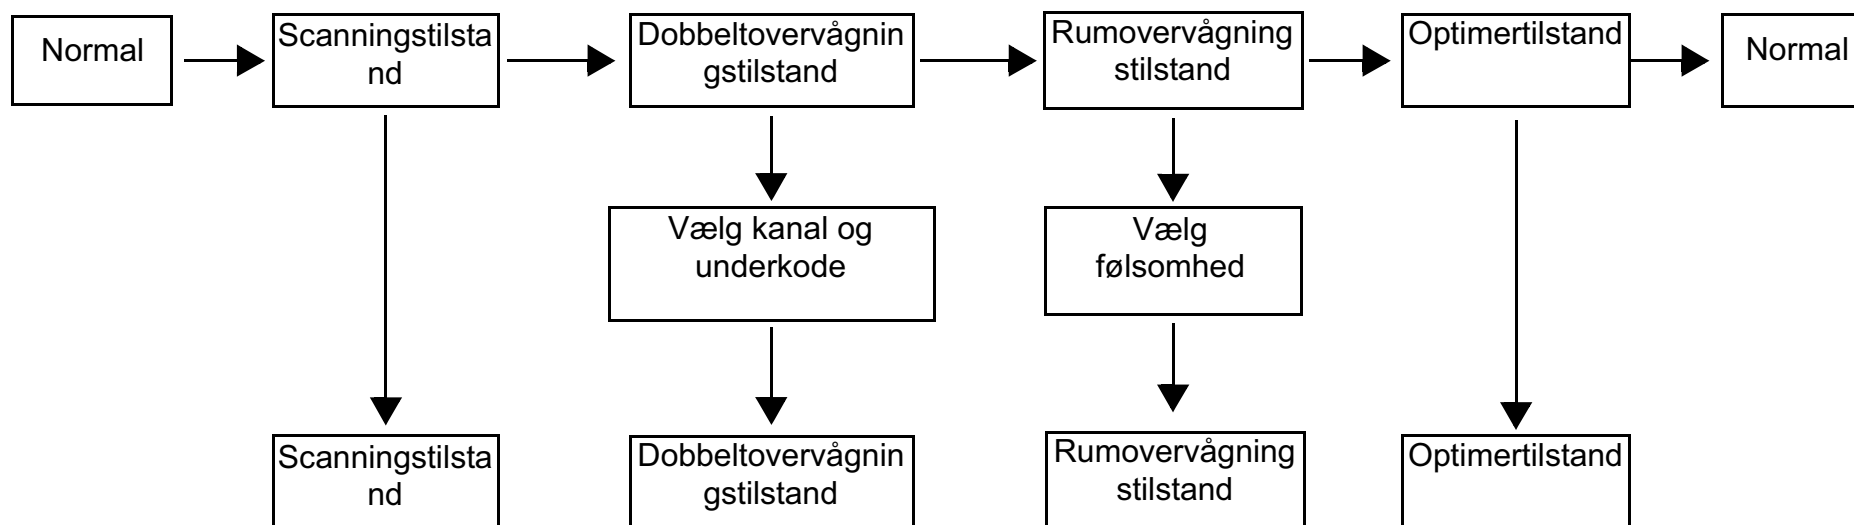 Normal
Scanningstilsta
nd
Dobbeltovervågnin
gstilstand
Rumovervågning
stilstand
Optimertilstand
Normal
Vælg kanal og
underkode
Vælg
følsomhed
Scanningstilsta
nd
Dobbeltovervågnin
gstilstand
Rumovervågning
stilstand
Optimertilstand